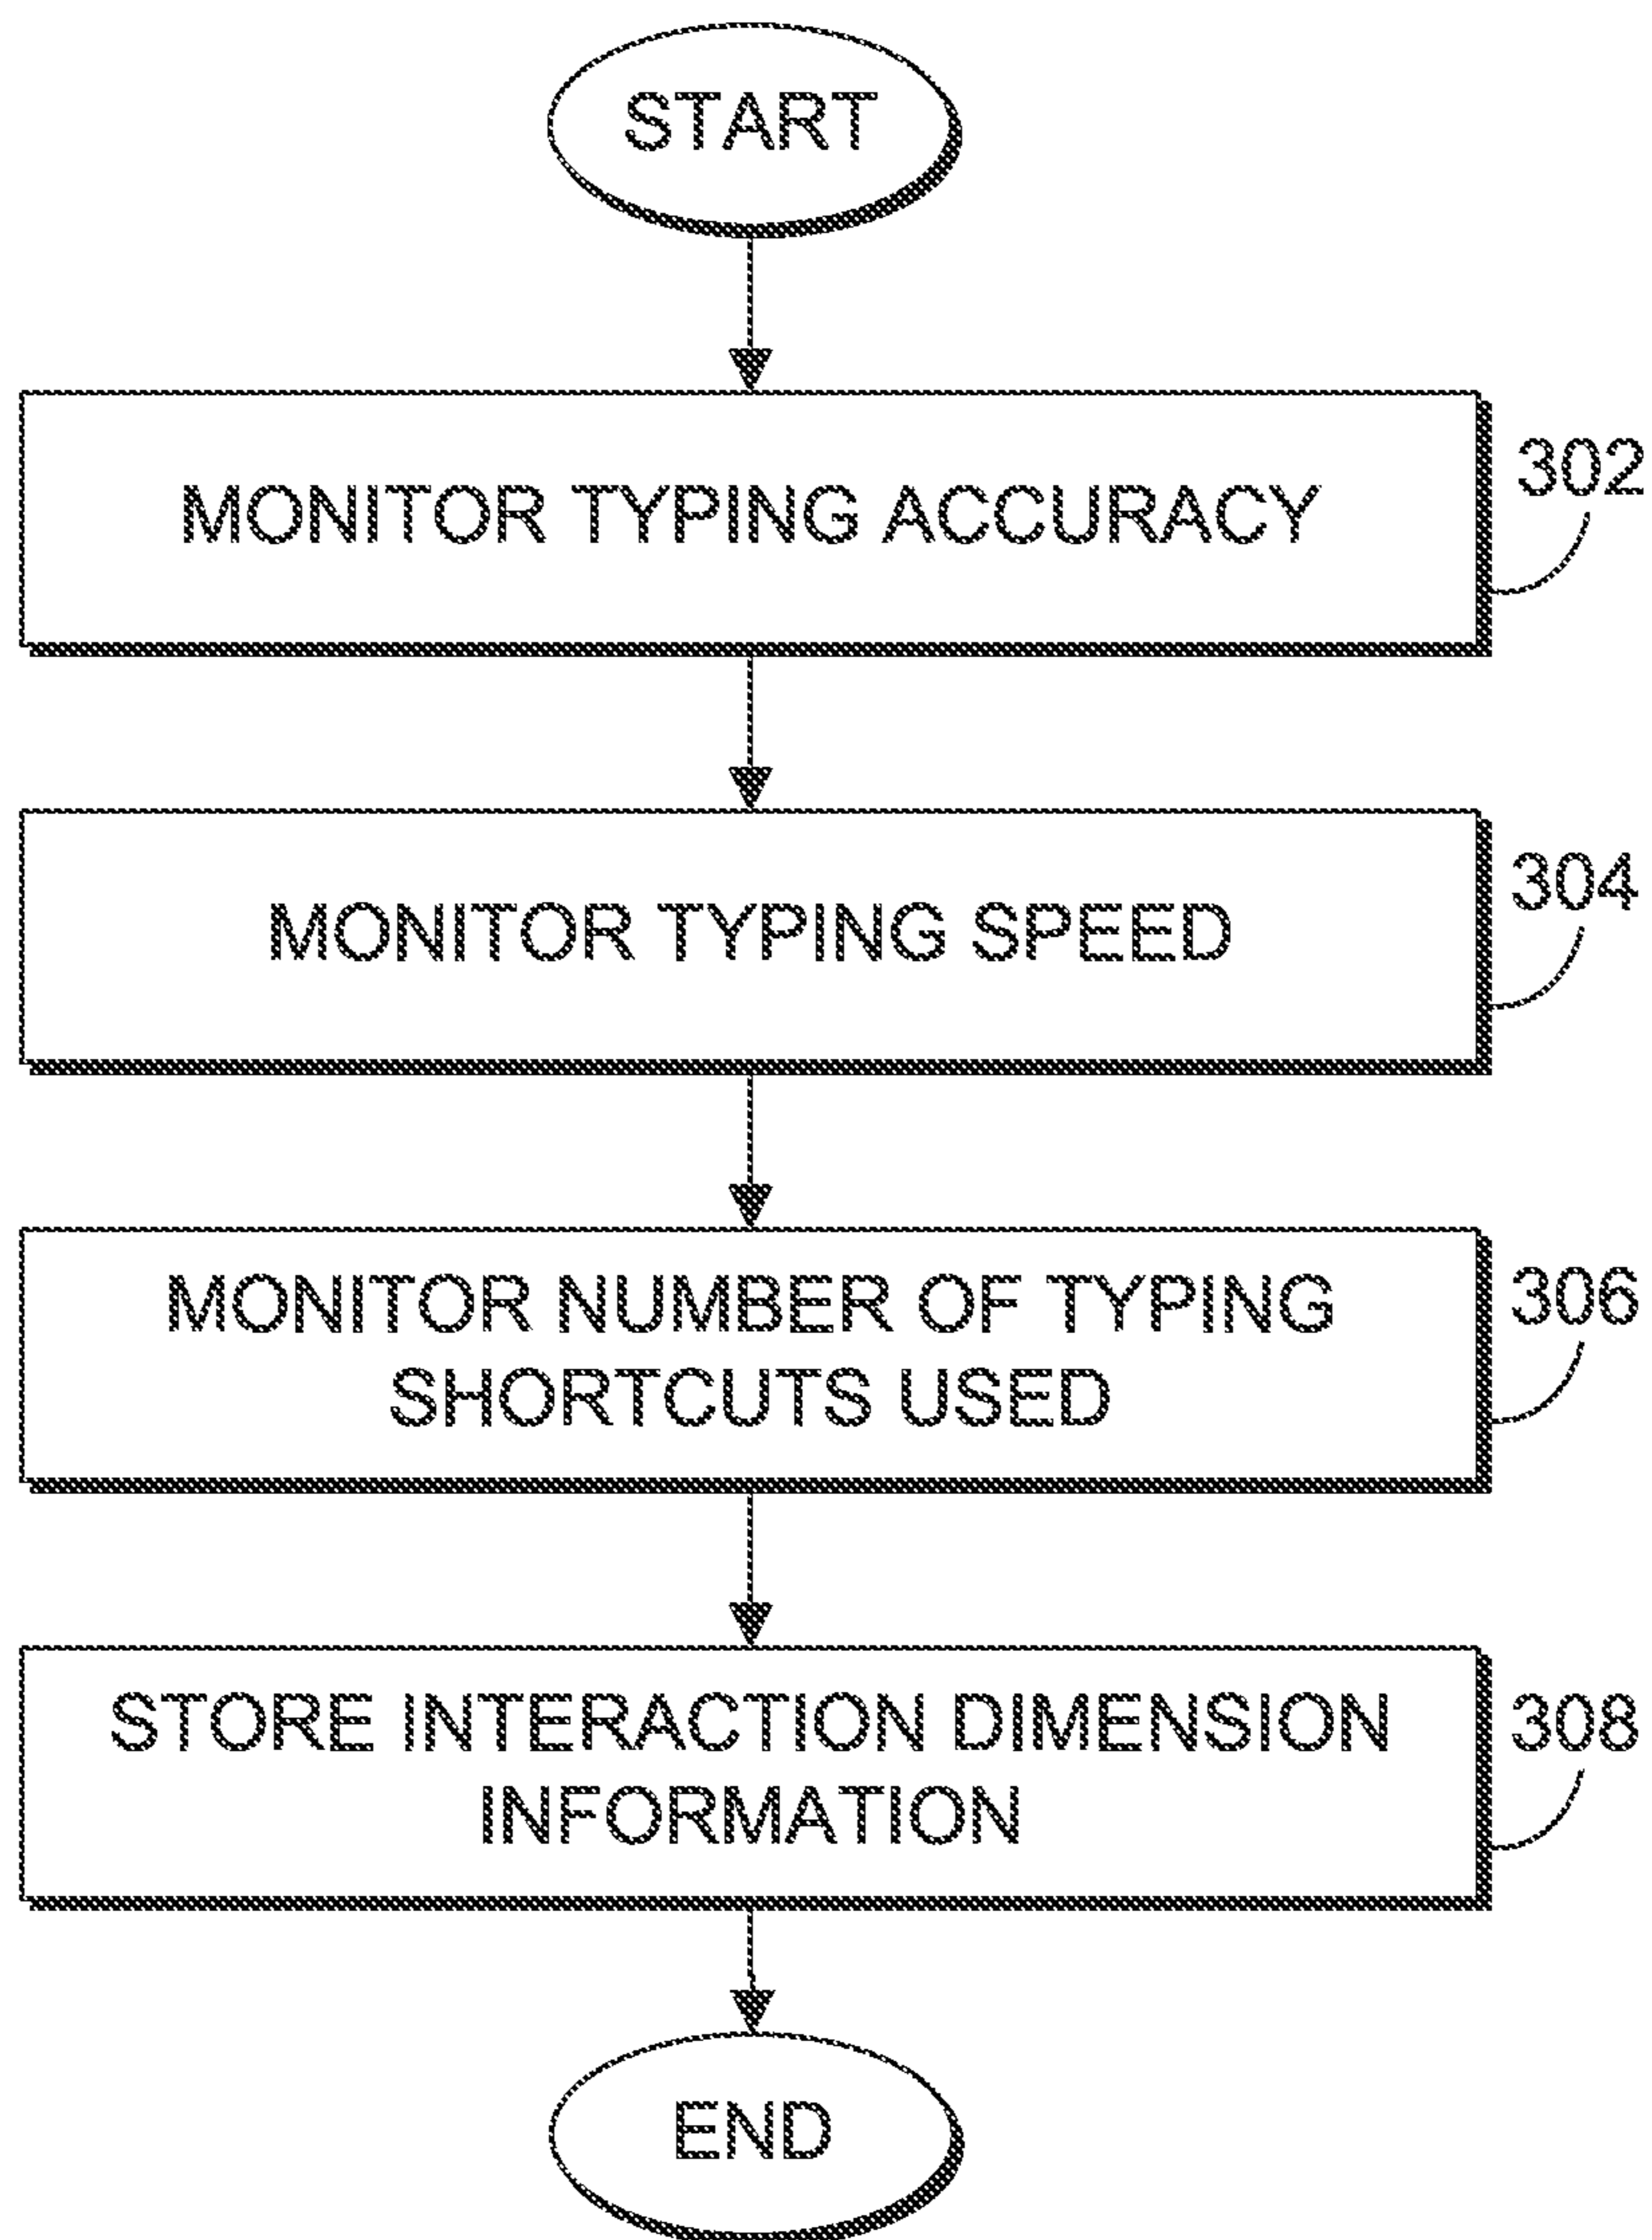 START
MONITOR TYPING ACCURACY
302
MONITOR TYPING SPEED
304
MONITOR NUMBER OF TYPING
SHORTCUTS USED
306
STORE INTERACTION DIMENSION
INFORMATION
308
END